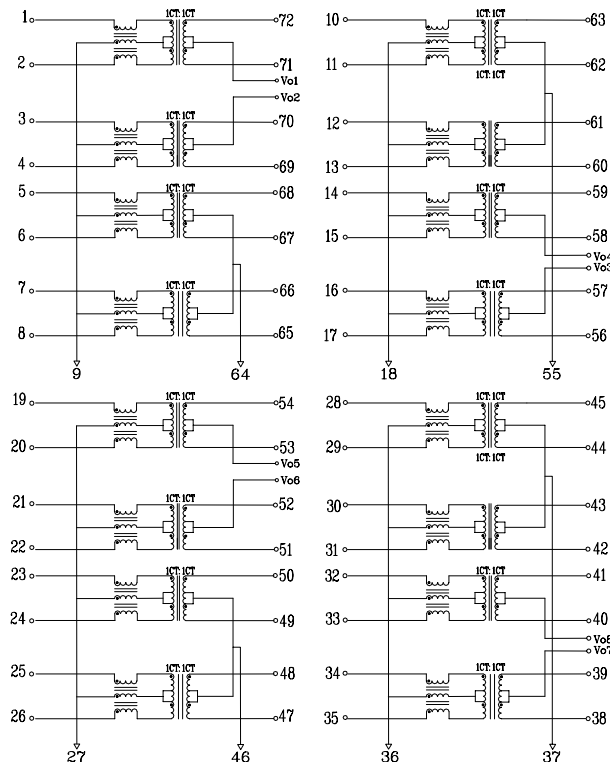 1 1CT:1CT 72
2 71
Vo1
Vo2
3 1CT:1CT 70
4 69
5 1CT:1CT 68
6 67
7 1CT:1CT 66
8 65
9 64
10 1CT:1CT 63
11 62
1CT:1CT
12 61
13 60
14 1CT:1CT 59
15 58
Vo4
Vo3
16 1CT:1CT 57
17 56
18 55
19 1CT:1CT 54
20 53
Vo5
Vo6
21 1CT:1CT 52
22 51
23 1CT:1CT 50
24 49
25 1CT:1CT 48
26 47
27 46
28 1CT:1CT 45
29 44
1CT:1CT
30 43
31 42
32 1CT:1CT 41
33 40
Vo8
Vo7
34 1CT:1CT 39
35 38
36 37